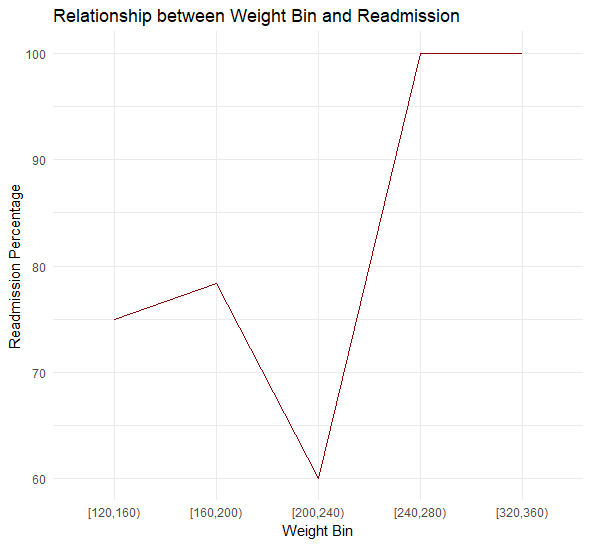 Relationship between Weight Bin and Readmission
100
90
80
70
60
Readmission Percentage
[120,160) [160,200) [200,240) [240,280) [320,360)
Weight Bin